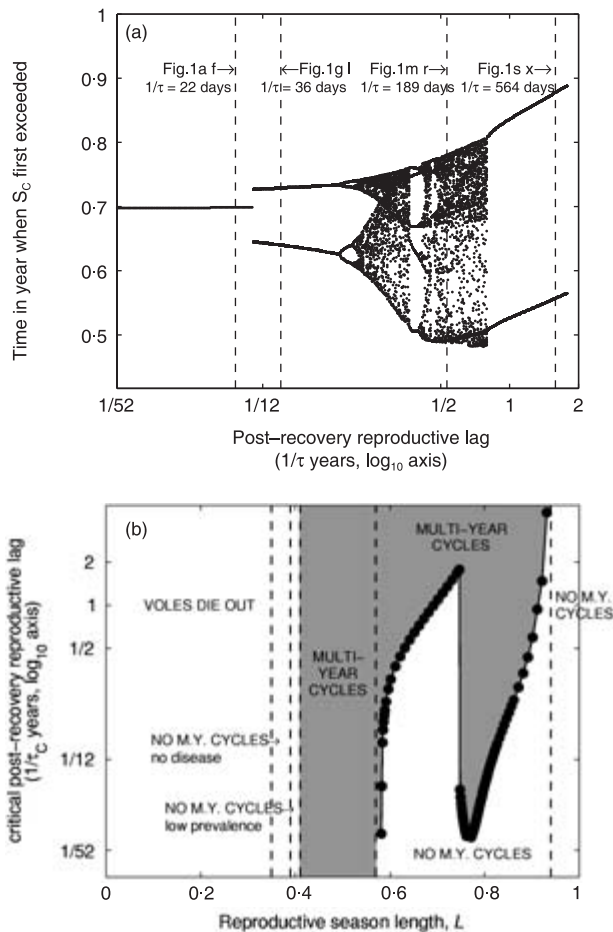 (a)
Fig.1a f→
1/τ = 22 days
←Fig.1g l
1/τ = 36 days
Fig.1m r→
1/τ = 189 days
Fig.1s x→
1/τ = 564 days
Time in year when S_C first exceeded
1
0·9
0·8
0·7
0·6
0·5
1/52
1/12
1/2
1
2
Post–recovery reproductive lag
(1/τ years, log₁₀ axis)
(b)
critical post–recovery reproductive lag
(1/τ_C years, log₁₀ axis)
2
1
1/2
1/12
1/52
MULTI–YEAR
CYCLES
VOLES DIE OUT
NO M.Y.
CYCLES
MULTI–
YEAR
CYCLES
NO M.Y. CYCLES→
no disease
NO M.Y. CYCLES→
low prevalence
NO M.Y. CYCLES
0
0·2
0·4
0·6
0·8
1
Reproductive season length, L